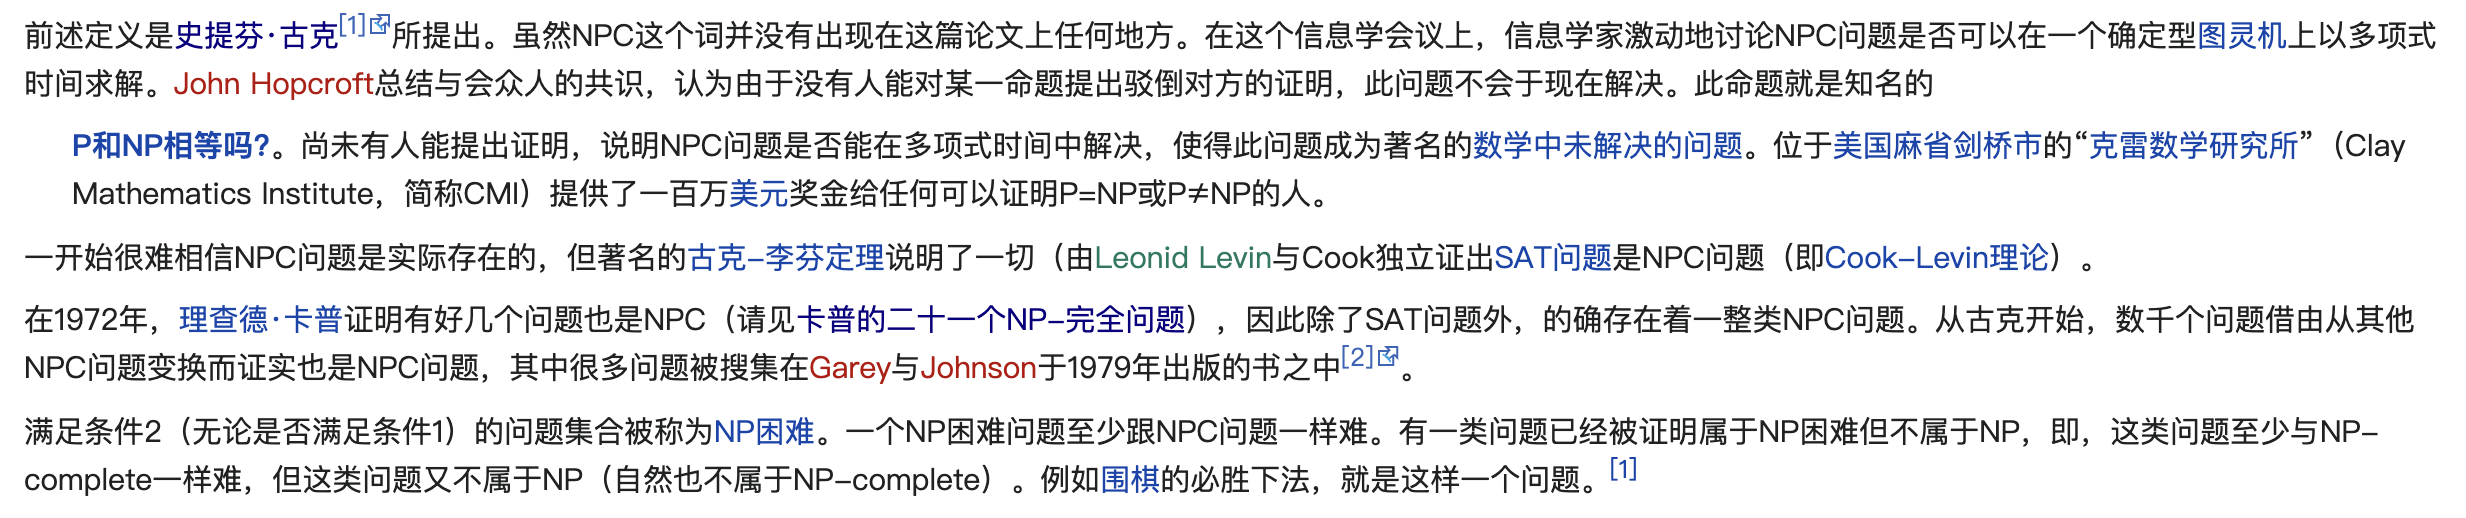 前述定义是史提芬·古克[1]所提出。虽然NPC这个词并没有出现在这篇论文上任何地方。在这个信息学会议上，信息学家激动地讨论NPC问题是否可以在一个确定型图灵机上以多项式
时间求解。John Hopcroft总结与会众人的共识，认为由于没有人能对某一命题提出驳倒对方的证明，此问题不会于现在解决。此命题就是知名的
P和NP相等吗?。尚未有人能提出证明，说明NPC问题是否能在多项式时间中解决，使得此问题成为著名的数学中未解决的问题。位于美国麻省剑桥市的“克雷数学研究所”（Clay
Mathematics Institute，简称CMI）提供了一百万美元奖金给任何可以证明P=NP或P≠NP的人。
一开始很难相信NPC问题是实际存在的，但著名的古克–李芬定理说明了一切（由Leonid Levin与Cook独立证出SAT问题是NPC问题（即Cook–Levin理论）。
在1972年，理查德·卡普证明有好几个问题也是NPC（请见卡普的二十一个NP–完全问题），因此除了SAT问题外，的确存在着一整类NPC问题。从古克开始，数千个问题借由从其他
NPC问题变换而证实也是NPC问题，其中很多问题被搜集在Garey与Johnson于1979年出版的书之中[2]。
满足条件2（无论是否满足条件1）的问题集合被称为NP困难。一个NP困难问题至少跟NPC问题一样难。有一类问题已经被证明属于NP困难但不属于NP，即，这类问题至少与NP–
complete一样难，但这类问题又不属于NP（自然也不属于NP–complete）。例如围棋的必胜下法，就是这样一个问题。[1]